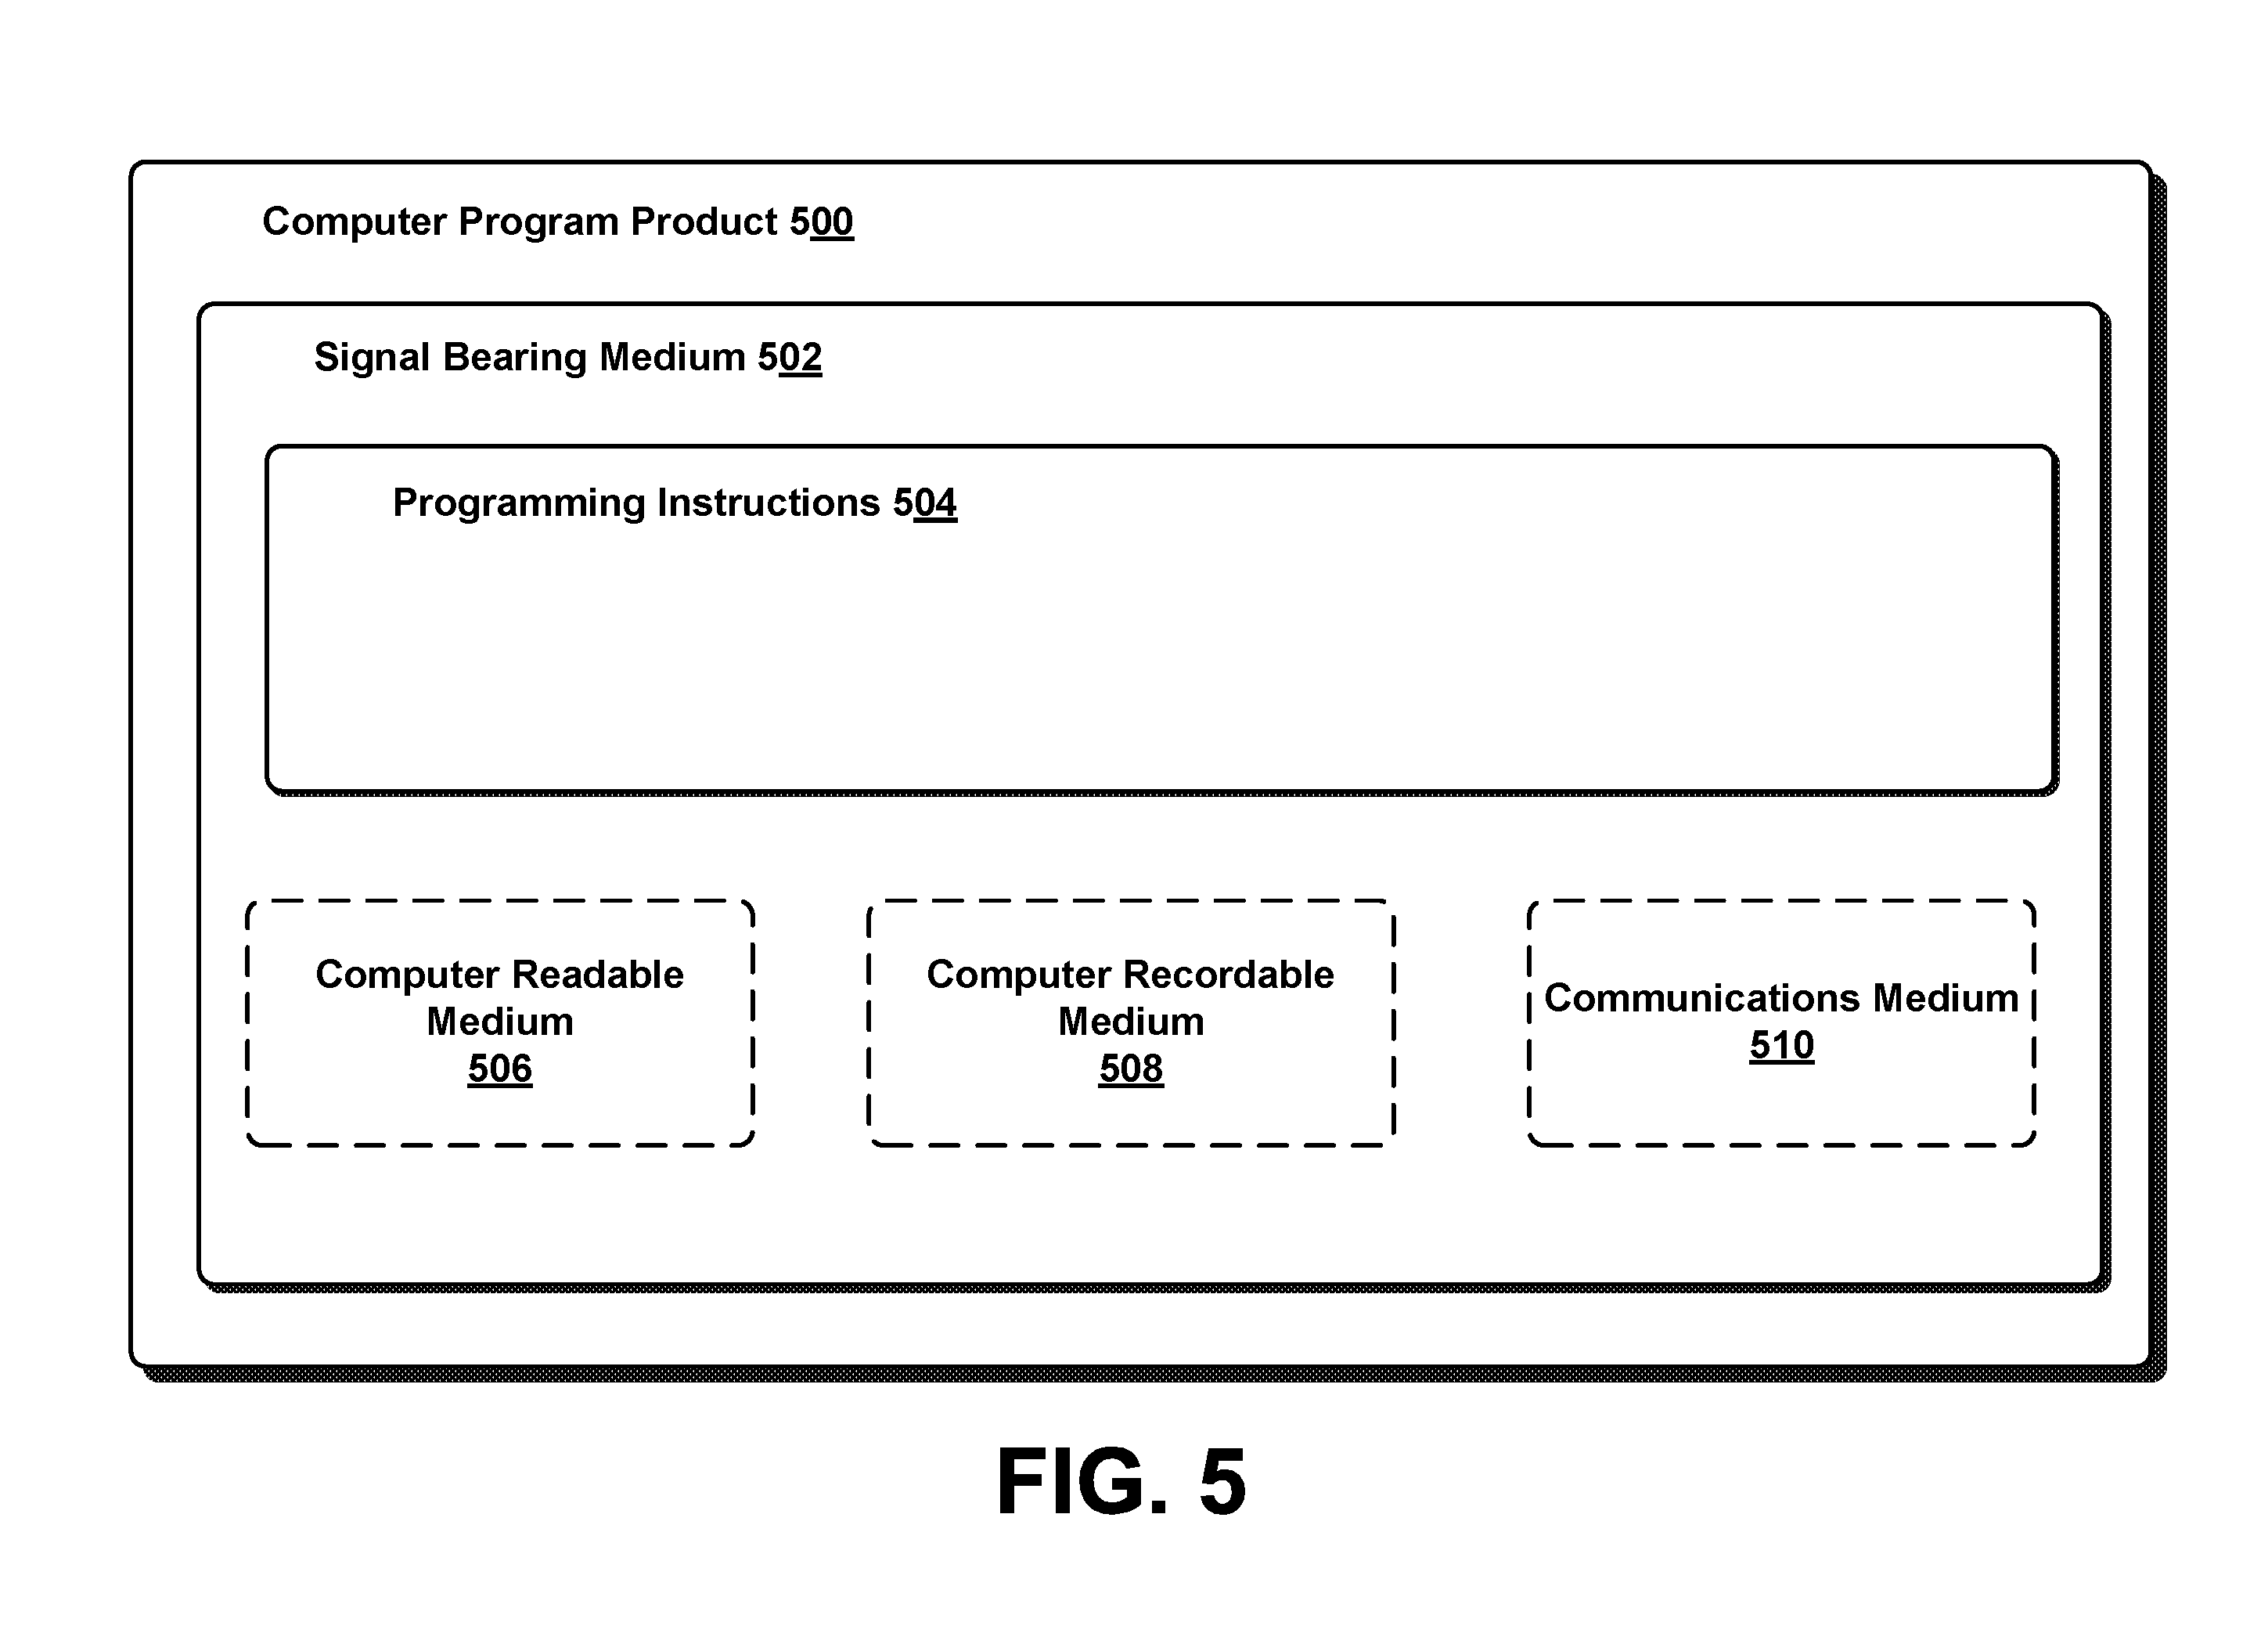 Computer Program Product 500
Signal Bearing Medium 502
Programming Instructions 504
Computer Readable
Medium
506
Computer Recordable
Medium
508
Communications Medium
510
FIG. 5